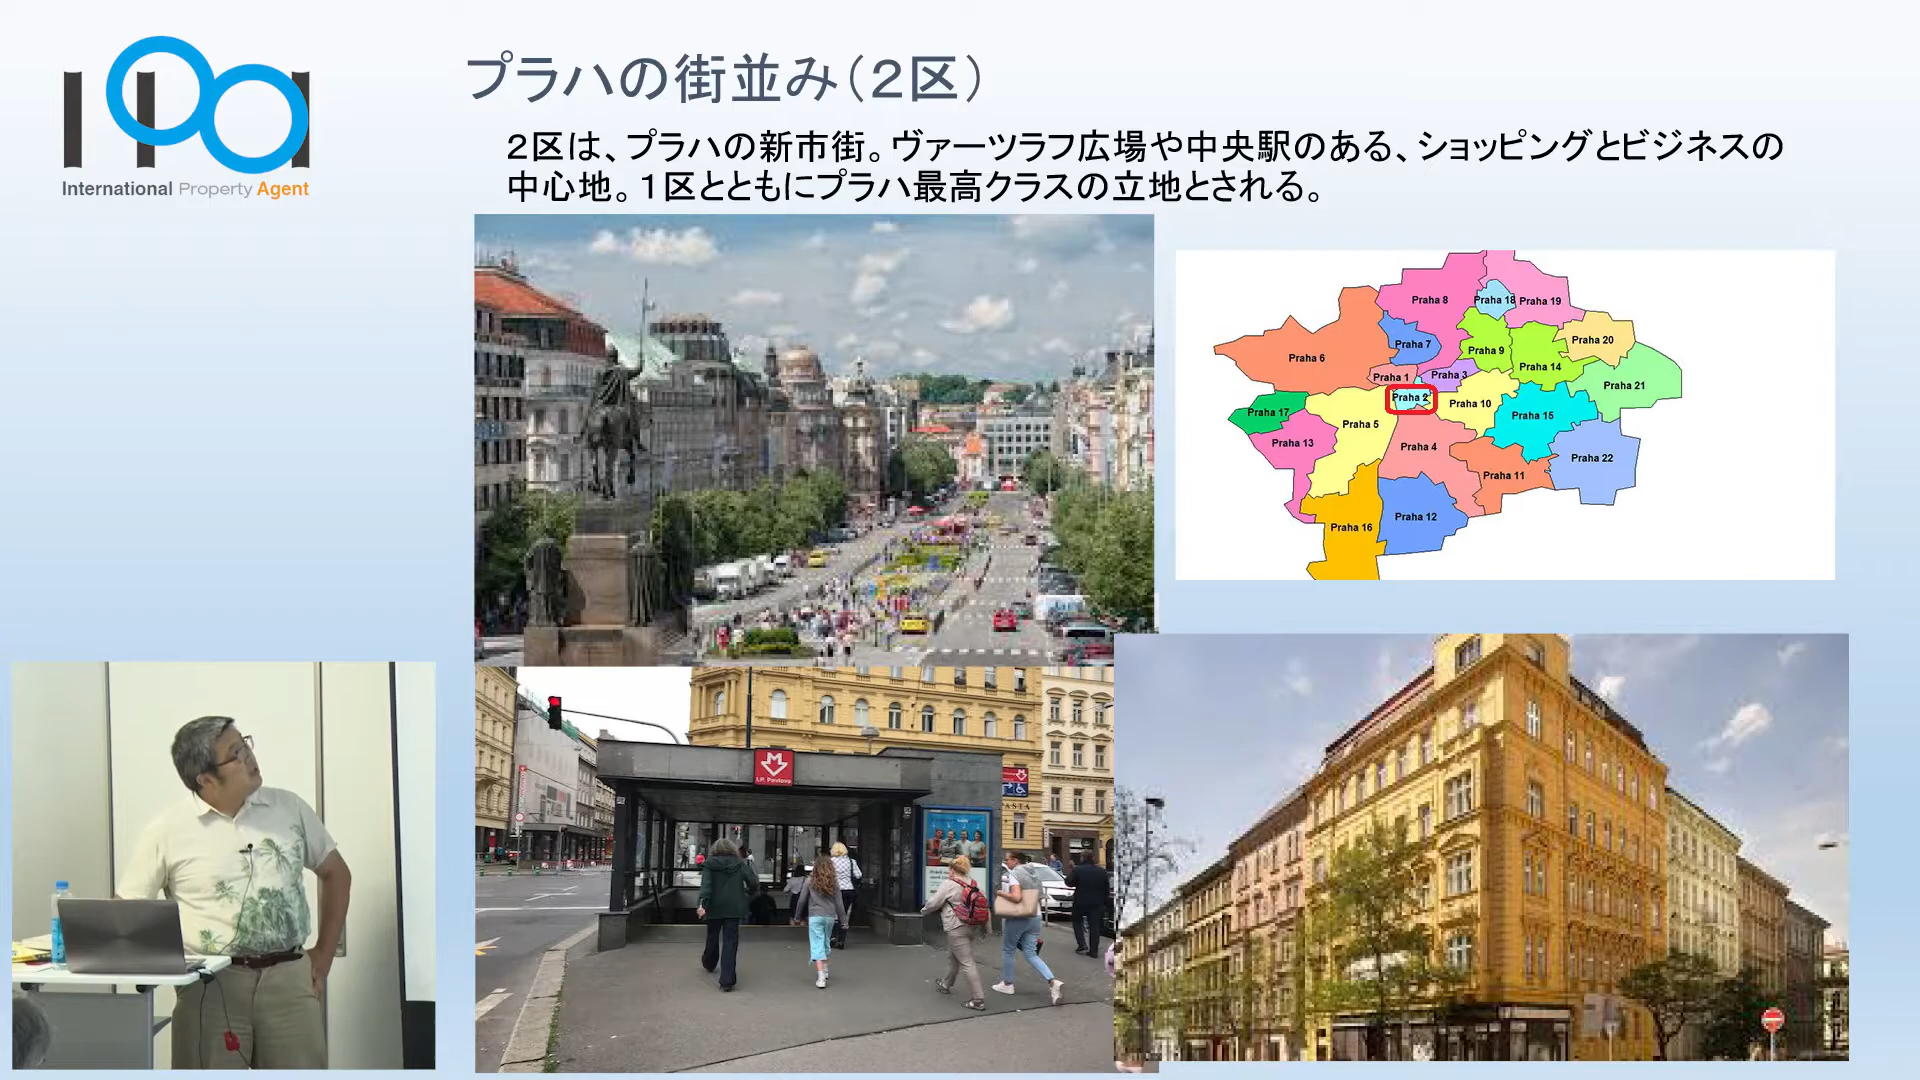 プラハの街並み（２区）
International Property Agent
２区は、プラハの新市街。ヴァーツラフ広場や中央駅のある、ショッピングとビジネスの
中心地。１区とともにプラハ最高クラスの立地とされる。
Praha 8
Praha 18
Praha 19
Praha 7
Praha 9
Praha 20
Praha 6
Praha 14
Praha 1
Praha 3
Praha 21
Praha 2
Praha 10
Praha 17
Praha 15
Praha 5
Praha 13
Praha 4
Praha 22
Praha 11
Praha 12
Praha 16
I.P. Pavlova